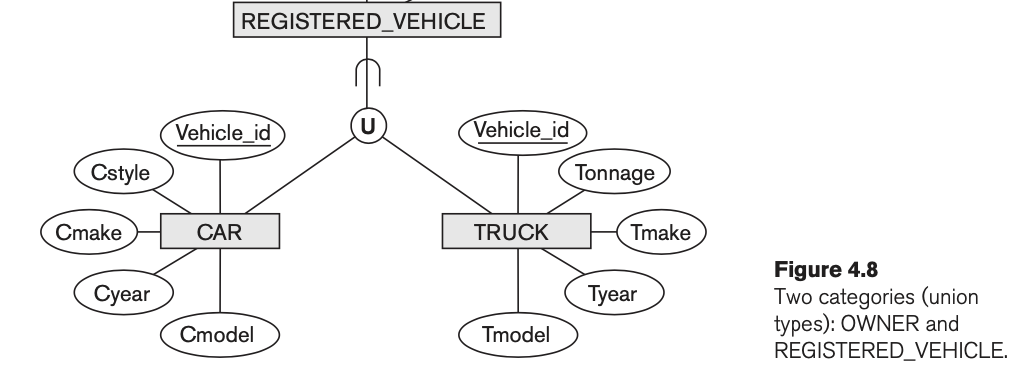 REGISTERED_VEHICLE
U
Vehicle_id
Vehicle_id
Cstyle
Tonnage
Cmake
CAR
TRUCK
Tmake
Cyear
Tyear
Cmodel
Tmodel
Figure 4.8
Two categories (union
types): OWNER and
REGISTERED_VEHICLE.